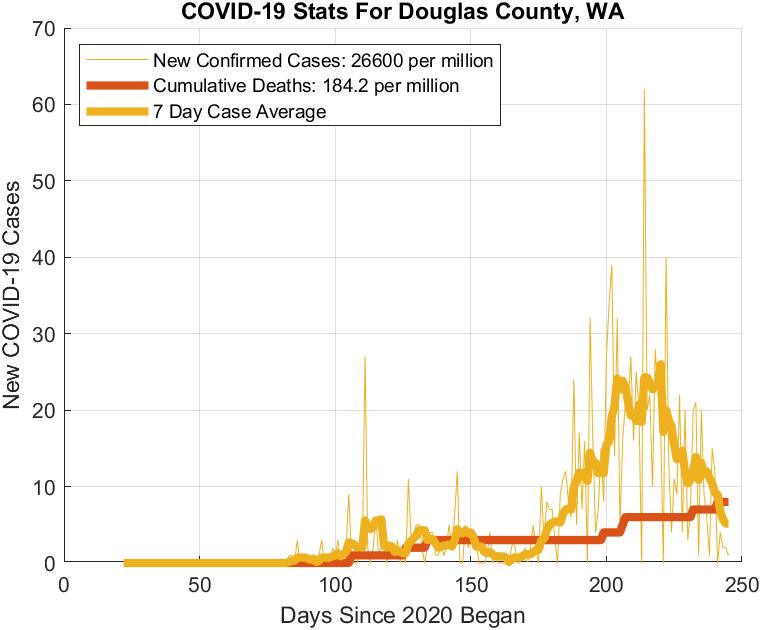 COVID-19 Stats For Douglas County, WA
New Confirmed Cases: 26600 per million
Cumulative Deaths: 184.2 per million
7 Day Case Average
New COVID-19 Cases
70
60
50
40
30
20
10
0
0 50 100 150 200 250
Days Since 2020 Began